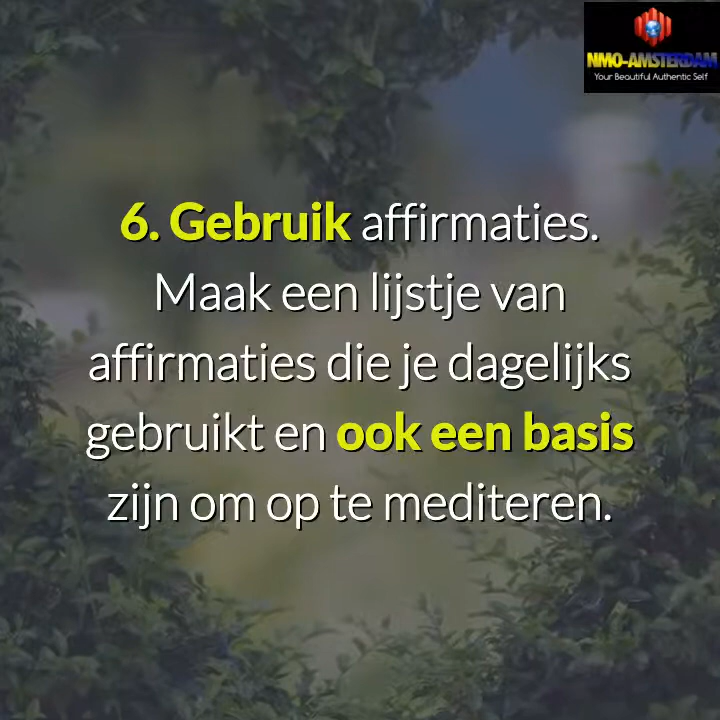 NMO-AMSTERDAM
Your Beautiful Authentic Self
6. Gebruik affirmaties.
Maak een lijstje van
affirmaties die je dagelijks
gebruikt en ook een basis
zijn om op te mediteren.